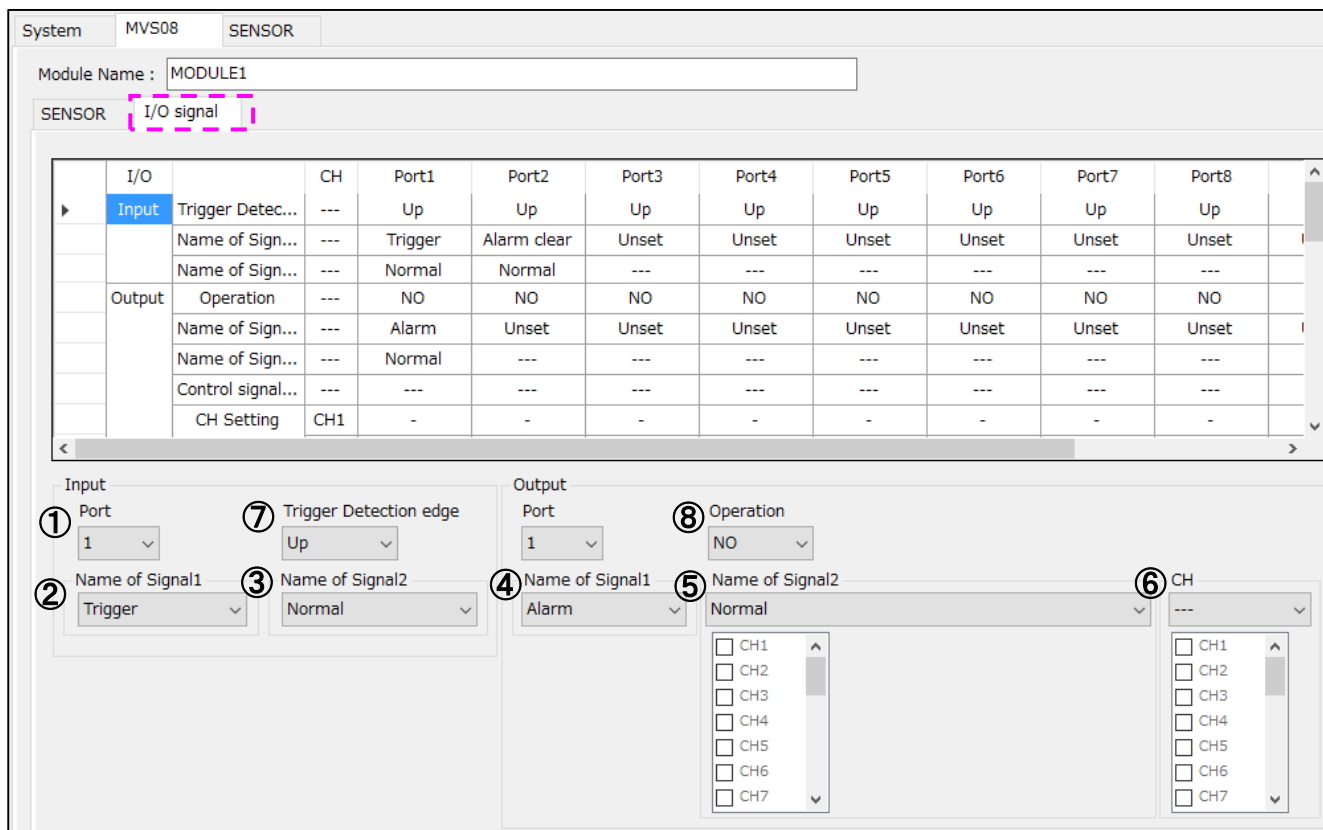 System MVS08 SENSOR
Module Name : MODULE1
SENSOR I/O signal
I/O CH Port1 Port2 Port3 Port4 Port5 Port6 Port7 Port8
Input Trigger Detec... --- Up Up Up Up Up Up Up Up
Name of Sign... --- Trigger Alarm clear Unset Unset Unset Unset Unset Unset
Name of Sign... --- Normal Normal --- --- --- --- --- ---
Output Operation --- NO NO NO NO NO NO NO NO
Name of Sign... --- Alarm Unset Unset Unset Unset Unset Unset Unset
Name of Sign... --- Normal --- --- --- --- --- --- ---
Control signal... --- --- --- --- --- --- --- --- ---
CH Setting CH1 - - - - - - - -
Input Output
① Port ⑦ Trigger Detection edge Port ⑧ Operation
1 Up 1 NO
② Name of Signal1 ③ Name of Signal2 ④ Name of Signal1 ⑤ Name of Signal2 ⑥ CH
Trigger Normal Alarm Normal ---
CH1 CH1
CH2 CH2
CH3 CH3
CH4 CH4
CH5 CH5
CH6 CH6
CH7 CH7